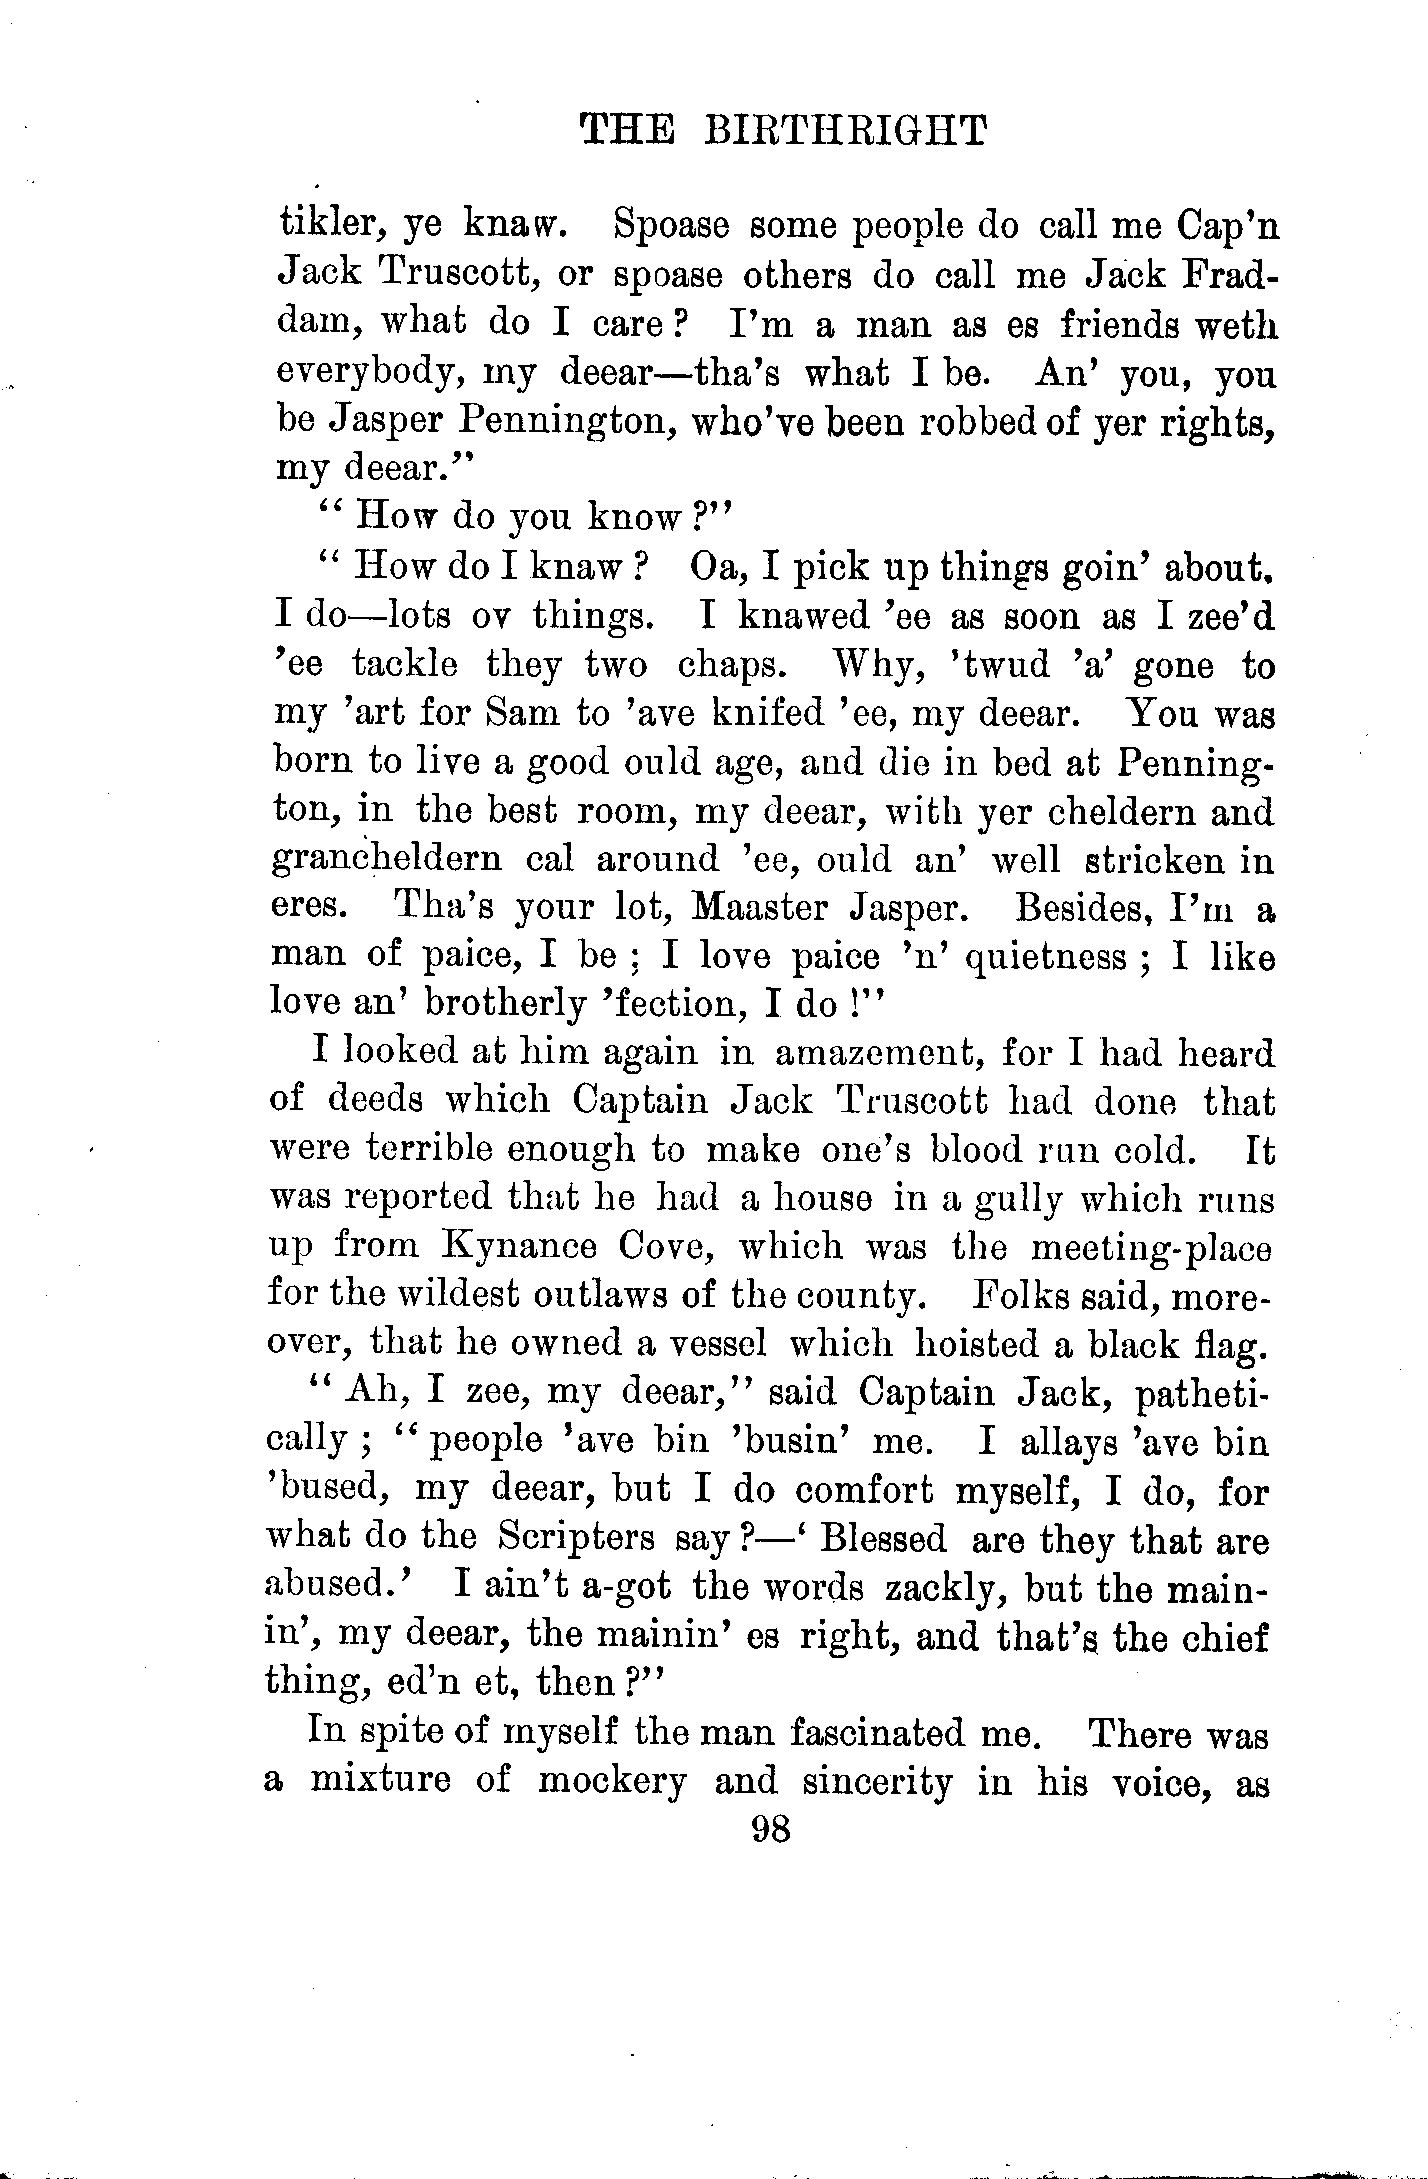 THE BIRTHRIGHT
tikler, ye knaw. Spoase some people do call me Cap'n
Jack Truscott, or spoase others do call me Jack Frad-
dam, what do I care? I'm a man as es friends weth
everybody, my deear—tha's what I be. An' you, you
be Jasper Pennington, who've been robbed of yer rights,
my deear."
"How do you know?"
"How do I knaw? Oa, I pick up things goin' about.
I do—lots ov things. I knawed 'ee as soon as I zee'd
'ee tackle they two chaps. Why, 'twud 'a' gone to
my 'art for Sam to 'ave knifed 'ee, my deear. You was
born to live a good ould age, and die in bed at Penning-
ton, in the best room, my deear, with yer cheldern and
grancheldern cal around 'ee, ould an' well stricken in
eres. Tha's your lot, Maaster Jasper. Besides, I'm a
man of paice, I be; I love paice 'n' quietness; I like
love an' brotherly 'fection, I do!"
I looked at him again in amazement, for I had heard
of deeds which Captain Jack Truscott had done that
were terrible enough to make one's blood run cold. It
was reported that he had a house in a gully which runs
up from Kynance Cove, which was the meeting-place
for the wildest outlaws of the county. Folks said, more-
over, that he owned a vessel which hoisted a black flag.
"Ah, I zee, my deear," said Captain Jack, patheti-
cally; "people 'ave bin 'busin' me. I allays 'ave bin
'bused, my deear, but I do comfort myself, I do, for
what do the Scripters say?—'Blessed are they that are
abused.' I ain't a-got the words zackly, but the main-
in', my deear, the mainin' es right, and that's the chief
thing, ed'n et, then?"
In spite of myself the man fascinated me. There was
a mixture of mockery and sincerity in his voice, as
98